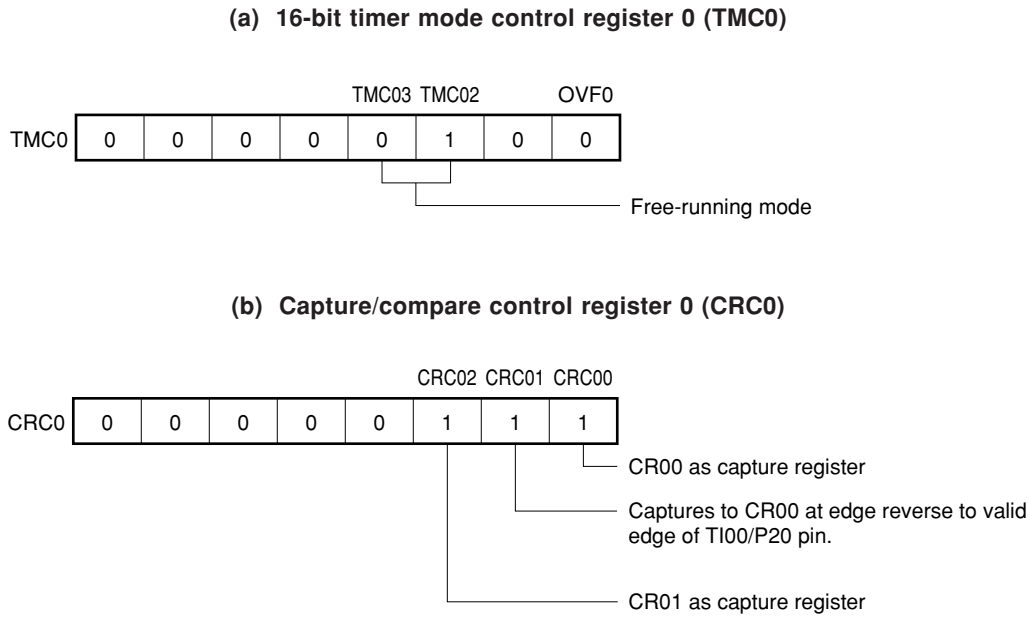 (a) 16-bit timer mode control register 0 (TMC0)
TMC03 TMC02 OVF0
TMC0 0 0 0 0 0 1 0 0
Free-running mode
(b) Capture/compare control register 0 (CRC0)
CRC02 CRC01 CRC00
CRC0 0 0 0 0 0 1 1 1
CR00 as capture register
Captures to CR00 at edge reverse to valid
edge of TI00/P20 pin.
CR01 as capture register